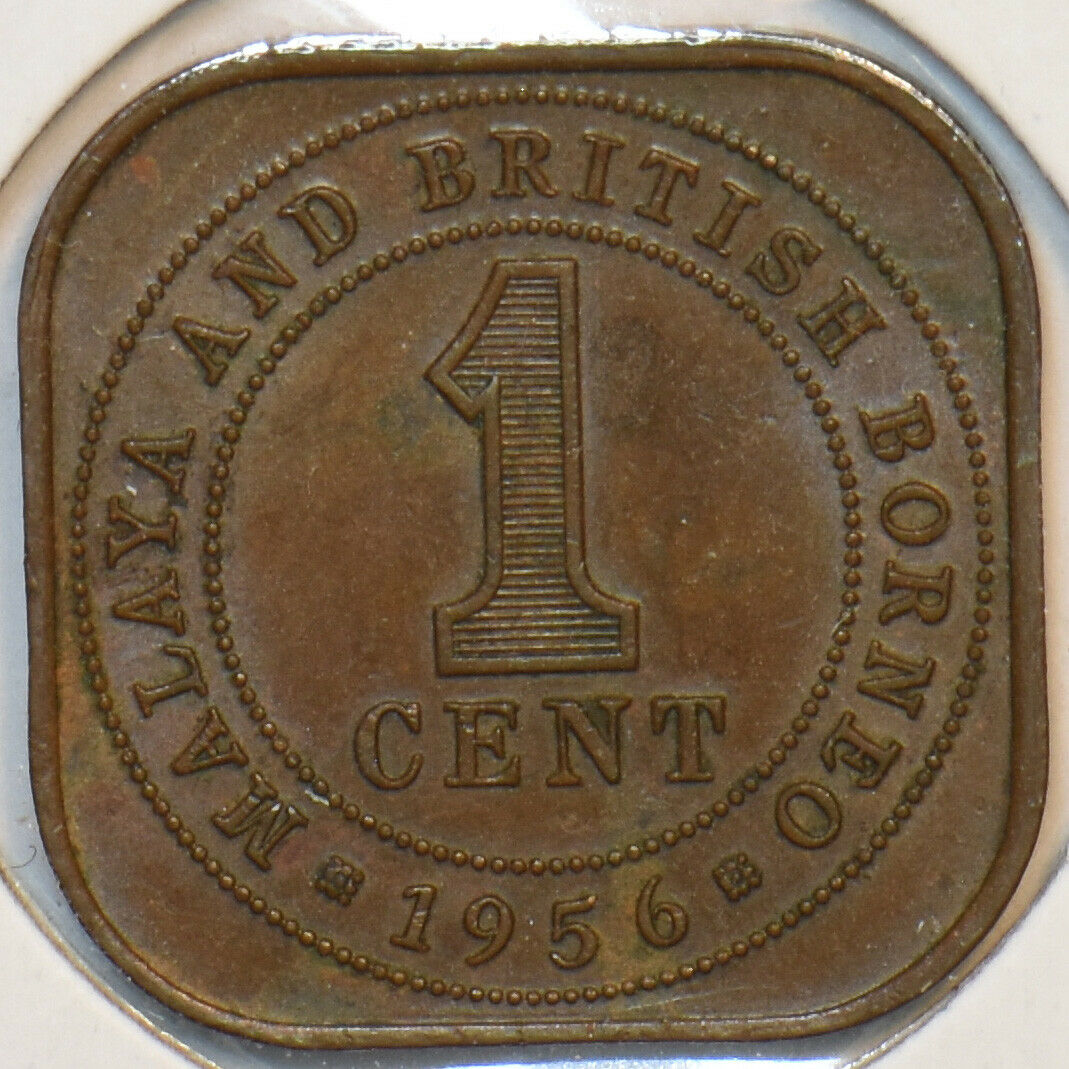 MALAYA AND BRITISH BORNEO
1
CENT
1956